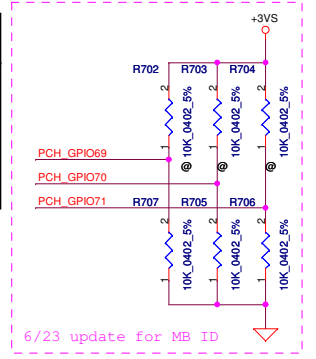 +3VS
R702 R703 R704
2 2 2
10K_0402_5% 10K_0402_5% 10K_0402_5%
1 1 1
@ @ @
PCH_GPIO69
PCH_GPIO70
PCH_GPIO71
R707 R705 R706
2 2 2
10K_0402_5% 10K_0402_5% 10K_0402_5%
1 1 1
6/23 update for MB ID